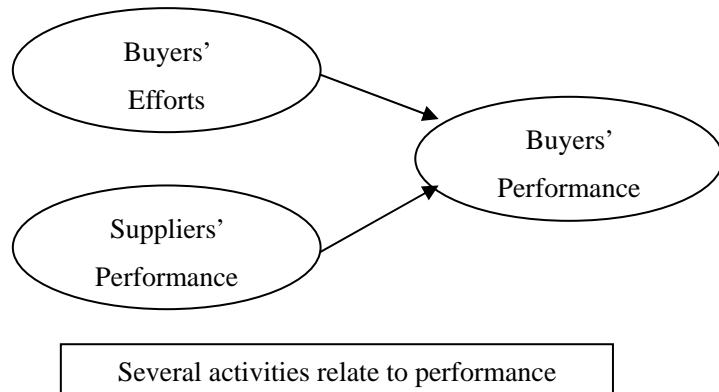 Buyers’
Efforts
Buyers’
Performance
Suppliers’
Performance
Several activities relate to performance